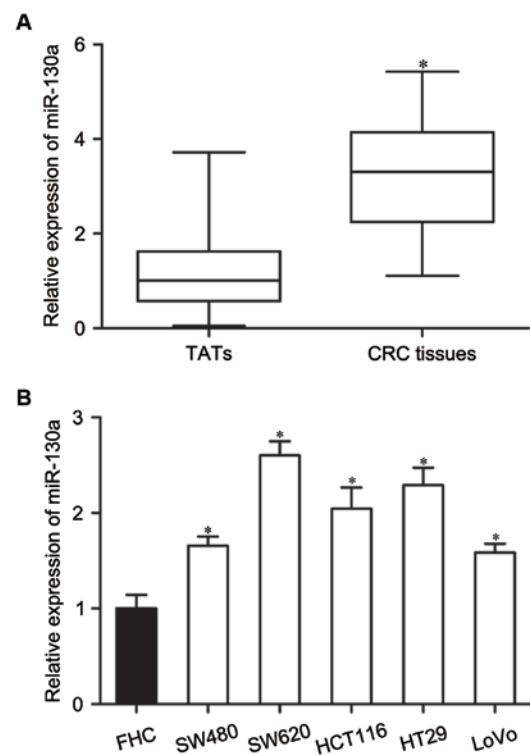 A
Relative expression of miR-130a
6
4
2
0
*
TATs CRC tissues
B
Relative expression of miR-130a
3
2
1
0
* * * * *
FHC SW480 SW620 HCT116 HT29 LoVo